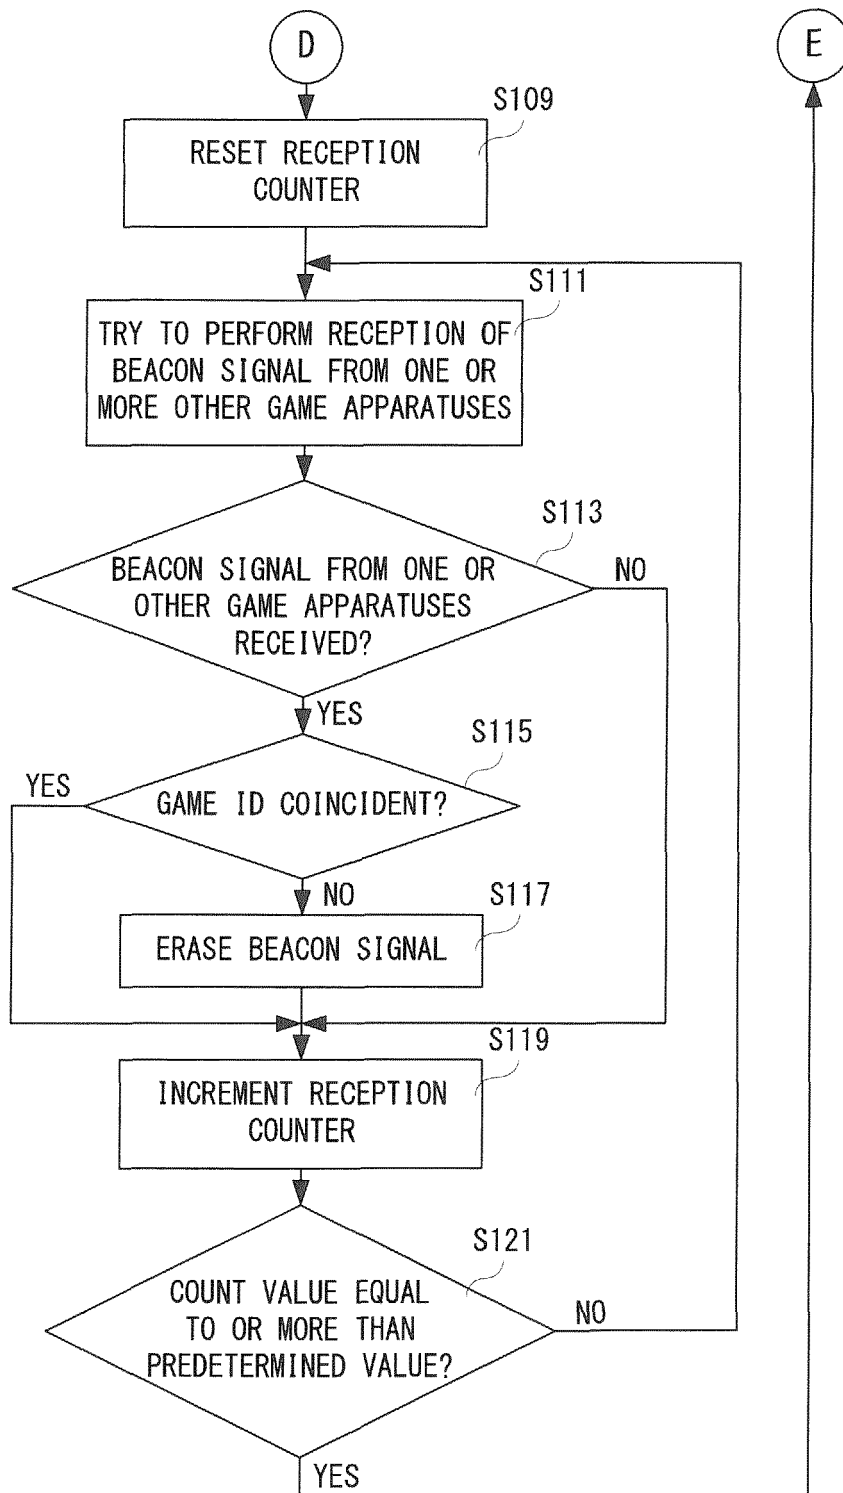 D
E
S109
RESET RECEPTION
COUNTER
S111
TRY TO PERFORM RECEPTION OF
BEACON SIGNAL FROM ONE OR
MORE OTHER GAME APPARATUSES
S113
BEACON SIGNAL FROM ONE OR
OTHER GAME APPARATUSES
RECEIVED?
NO
YES
S115
YES
GAME ID COINCIDENT?
NO
S117
ERASE BEACON SIGNAL
S119
INCREMENT RECEPTION
COUNTER
S121
COUNT VALUE EQUAL
TO OR MORE THAN
PREDETERMINED VALUE?
NO
YES